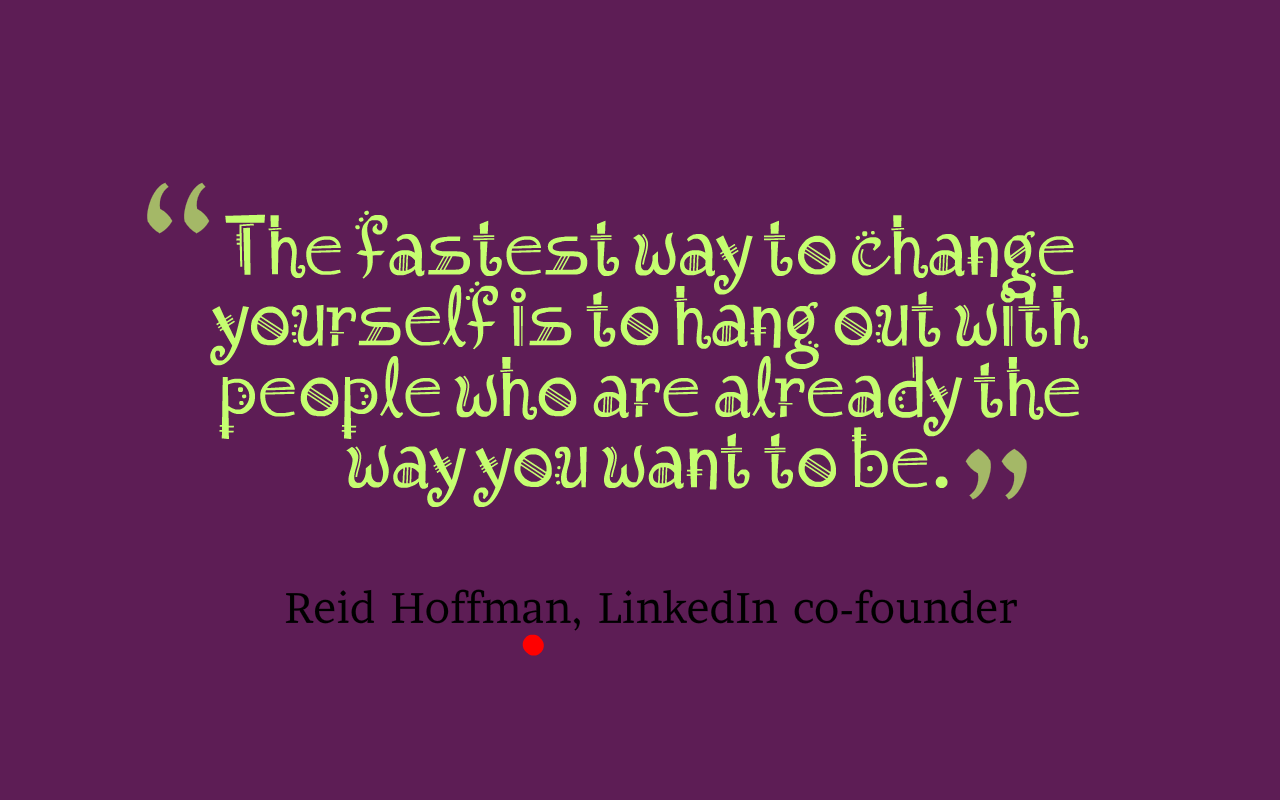 “The fastest way to change
yourself is to hang out with
people who are already the
way you want to be.”
Reid Hoffman, LinkedIn co-founder